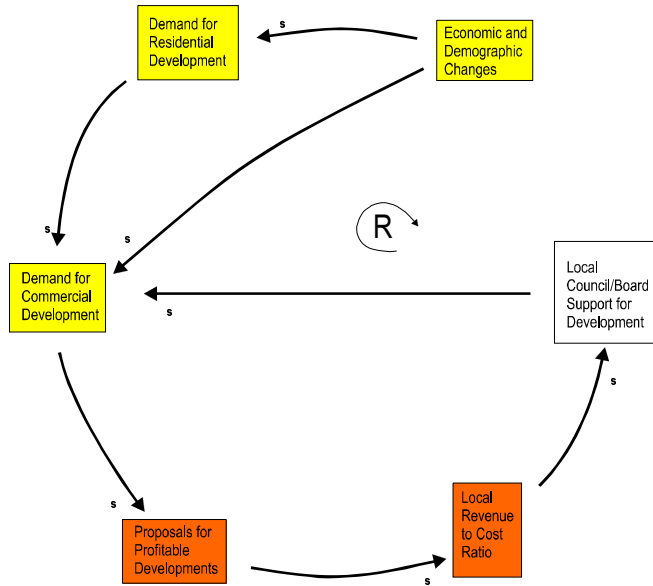 Demand for
Residential
Development
s
Economic and
Demographic
Changes
s
s
R
Demand for
Commercial
Development
s
Local
Council/Board
Support for
Development
s
s
Proposals for
Profitable
Developments
s
Local
Revenue
to Cost
Ratio